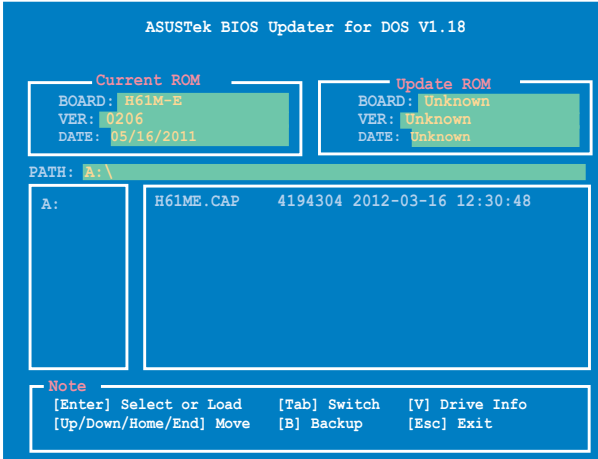 ASUSTek BIOS Updater for DOS V1.18
Current ROM
BOARD: H61M-E
VER: 0206
DATE: 05/16/2011
Update ROM
BOARD: Unknown
VER: Unknown
DATE: Unknown
PATH: A:\
A:
H61ME.CAP 4194304 2012-03-16 12:30:48
Note
[Enter] Select or Load [Tab] Switch [V] Drive Info
[Up/Down/Home/End] Move [B] Backup [Esc] Exit